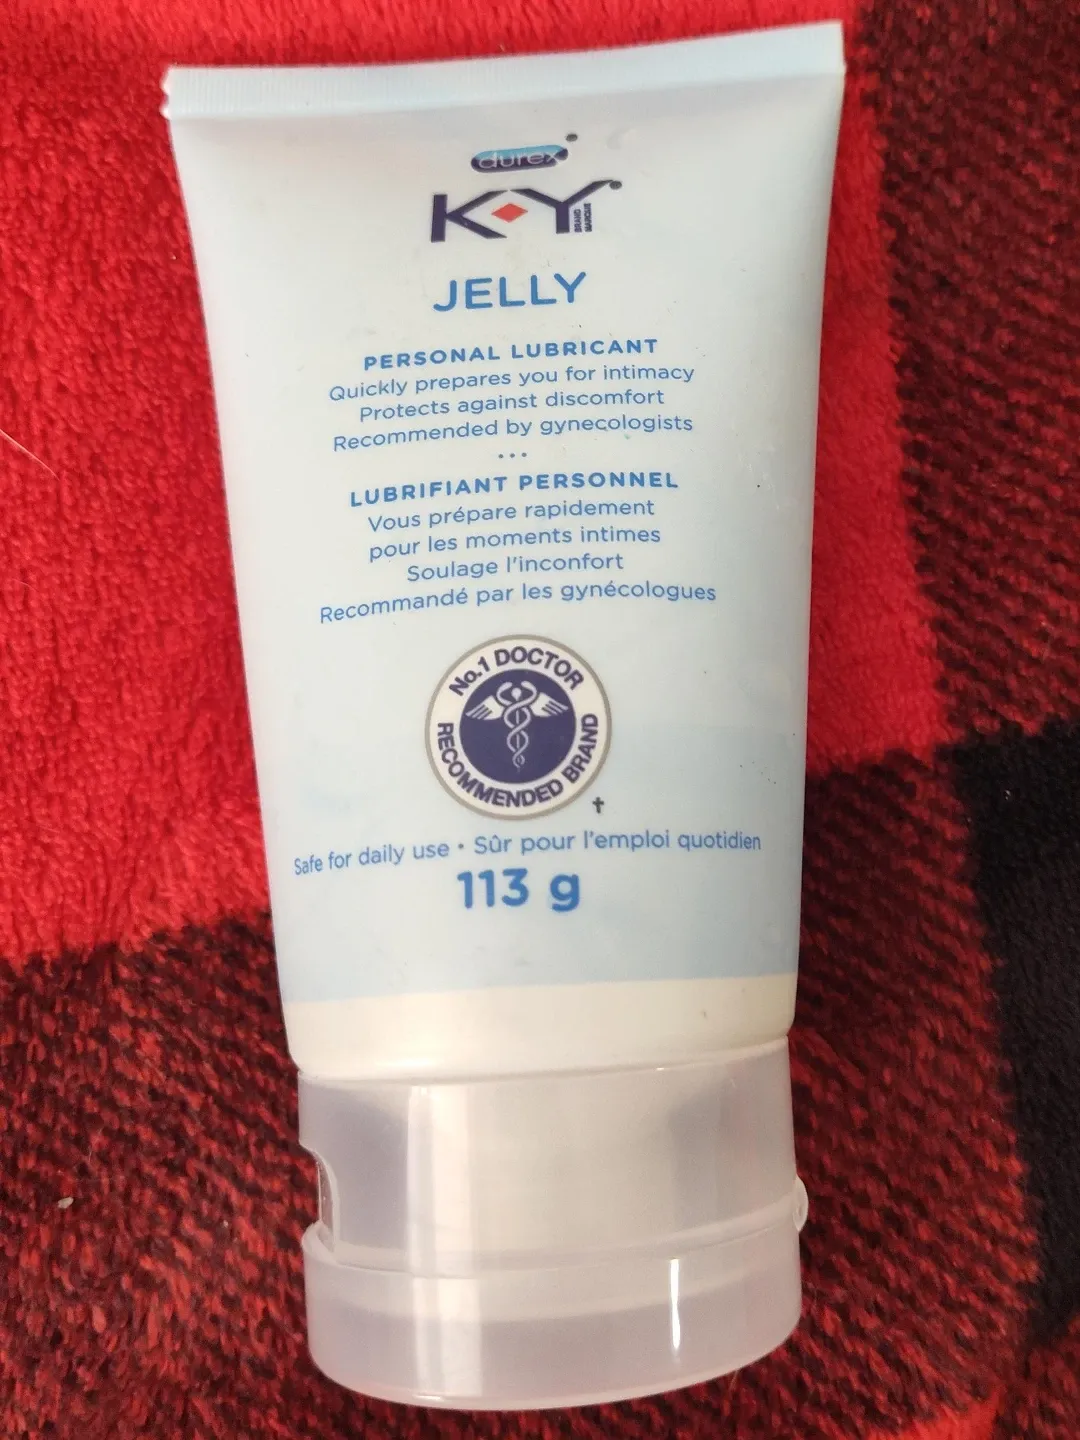 durex
K-Y
BRAND
MARQUE
JELLY
PERSONAL LUBRICANT
Quickly prepares you for intimacy
Protects against discomfort
Recommended by gynecologists
...
LUBRIFIANT PERSONNEL
Vous prépare rapidement
pour les moments intimes
Soulage l'inconfort
Recommandé par les gynécologues
No.1 DOCTOR
RECOMMENDED BRAND
†
Safe for daily use • Sûr pour l'emploi quotidien
113 g